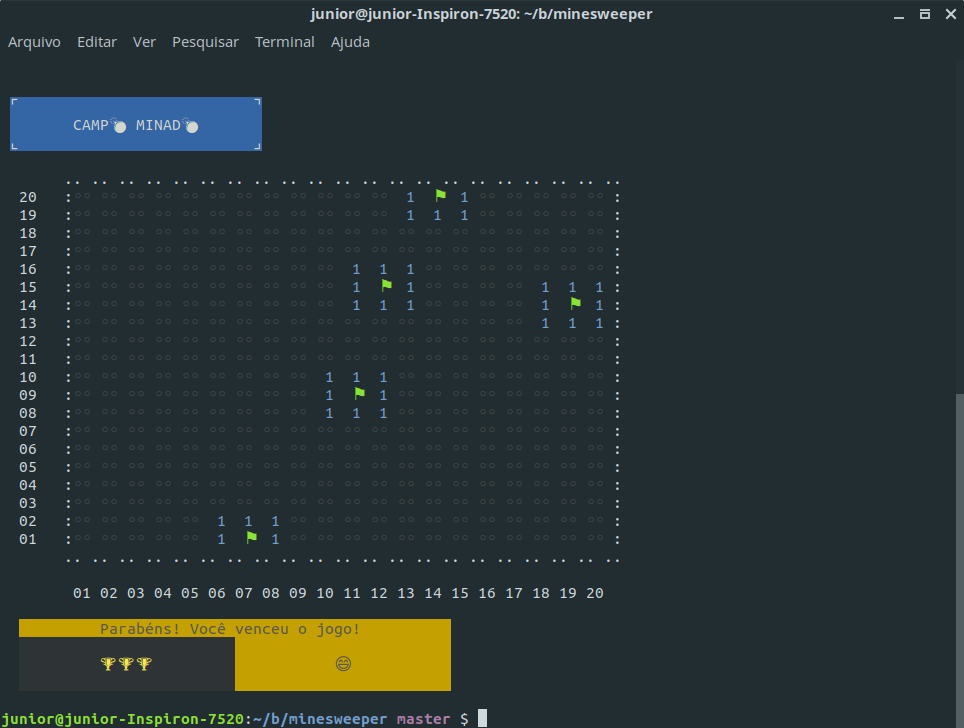 junior@junior-Inspiron-7520: ~/b/minesweeper
Arquivo Editar Ver Pesquisar Terminal Ajuda
CAMP💣 MINAD💣
.. .. .. .. .. .. .. .. .. .. .. .. .. .. .. .. .. .. .. .. ..
20 :○○ ○○ ○○ ○○ ○○ ○○ ○○ ○○ ○○ ○○ ○○ ○○ 1 ⚑ 1 ○○ ○○ ○○ ○○ ○○ :
19 :○○ ○○ ○○ ○○ ○○ ○○ ○○ ○○ ○○ ○○ ○○ ○○ 1 1 1 ○○ ○○ ○○ ○○ ○○ :
18 :○○ ○○ ○○ ○○ ○○ ○○ ○○ ○○ ○○ ○○ ○○ ○○ ○○ ○○ ○○ ○○ ○○ ○○ ○○ ○○ :
17 :○○ ○○ ○○ ○○ ○○ ○○ ○○ ○○ ○○ ○○ ○○ ○○ ○○ ○○ ○○ ○○ ○○ ○○ ○○ ○○ :
16 :○○ ○○ ○○ ○○ ○○ ○○ ○○ ○○ ○○ ○○ 1 1 1 ○○ ○○ ○○ ○○ ○○ ○○ ○○ :
15 :○○ ○○ ○○ ○○ ○○ ○○ ○○ ○○ ○○ ○○ 1 ⚑ 1 ○○ ○○ ○○ ○○ 1 1 1 :
14 :○○ ○○ ○○ ○○ ○○ ○○ ○○ ○○ ○○ ○○ 1 1 1 ○○ ○○ ○○ ○○ 1 ⚑ 1 :
13 :○○ ○○ ○○ ○○ ○○ ○○ ○○ ○○ ○○ ○○ ○○ ○○ ○○ ○○ ○○ ○○ ○○ 1 1 1 :
12 :○○ ○○ ○○ ○○ ○○ ○○ ○○ ○○ ○○ ○○ ○○ ○○ ○○ ○○ ○○ ○○ ○○ ○○ ○○ ○○ :
11 :○○ ○○ ○○ ○○ ○○ ○○ ○○ ○○ ○○ ○○ ○○ ○○ ○○ ○○ ○○ ○○ ○○ ○○ ○○ ○○ :
10 :○○ ○○ ○○ ○○ ○○ ○○ ○○ ○○ ○○ 1 1 1 ○○ ○○ ○○ ○○ ○○ ○○ ○○ ○○ :
09 :○○ ○○ ○○ ○○ ○○ ○○ ○○ ○○ ○○ 1 ⚑ 1 ○○ ○○ ○○ ○○ ○○ ○○ ○○ ○○ :
08 :○○ ○○ ○○ ○○ ○○ ○○ ○○ ○○ ○○ 1 1 1 ○○ ○○ ○○ ○○ ○○ ○○ ○○ ○○ :
07 :○○ ○○ ○○ ○○ ○○ ○○ ○○ ○○ ○○ ○○ ○○ ○○ ○○ ○○ ○○ ○○ ○○ ○○ ○○ ○○ :
06 :○○ ○○ ○○ ○○ ○○ ○○ ○○ ○○ ○○ ○○ ○○ ○○ ○○ ○○ ○○ ○○ ○○ ○○ ○○ ○○ :
05 :○○ ○○ ○○ ○○ ○○ ○○ ○○ ○○ ○○ ○○ ○○ ○○ ○○ ○○ ○○ ○○ ○○ ○○ ○○ ○○ :
04 :○○ ○○ ○○ ○○ ○○ ○○ ○○ ○○ ○○ ○○ ○○ ○○ ○○ ○○ ○○ ○○ ○○ ○○ ○○ ○○ :
03 :○○ ○○ ○○ ○○ ○○ ○○ ○○ ○○ ○○ ○○ ○○ ○○ ○○ ○○ ○○ ○○ ○○ ○○ ○○ ○○ :
02 :○○ ○○ ○○ ○○ ○○ 1 1 1 ○○ ○○ ○○ ○○ ○○ ○○ ○○ ○○ ○○ ○○ ○○ ○○ :
01 :○○ ○○ ○○ ○○ ○○ 1 ⚑ 1 ○○ ○○ ○○ ○○ ○○ ○○ ○○ ○○ ○○ ○○ ○○ ○○ :
.. .. .. .. .. .. .. .. .. .. .. .. .. .. .. .. .. .. .. .. ..
01 02 03 04 05 06 07 08 09 10 11 12 13 14 15 16 17 18 19 20
Parabéns! Você venceu o jogo!
🏆🏆🏆 😄
junior@junior-Inspiron-7520:~/b/minesweeper master $